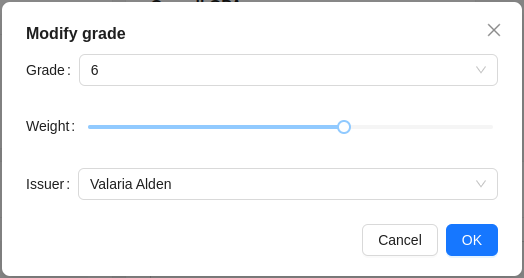 Modify grade
Grade: 6
Weight:
Issuer: Valaria Alden
Cancel OK